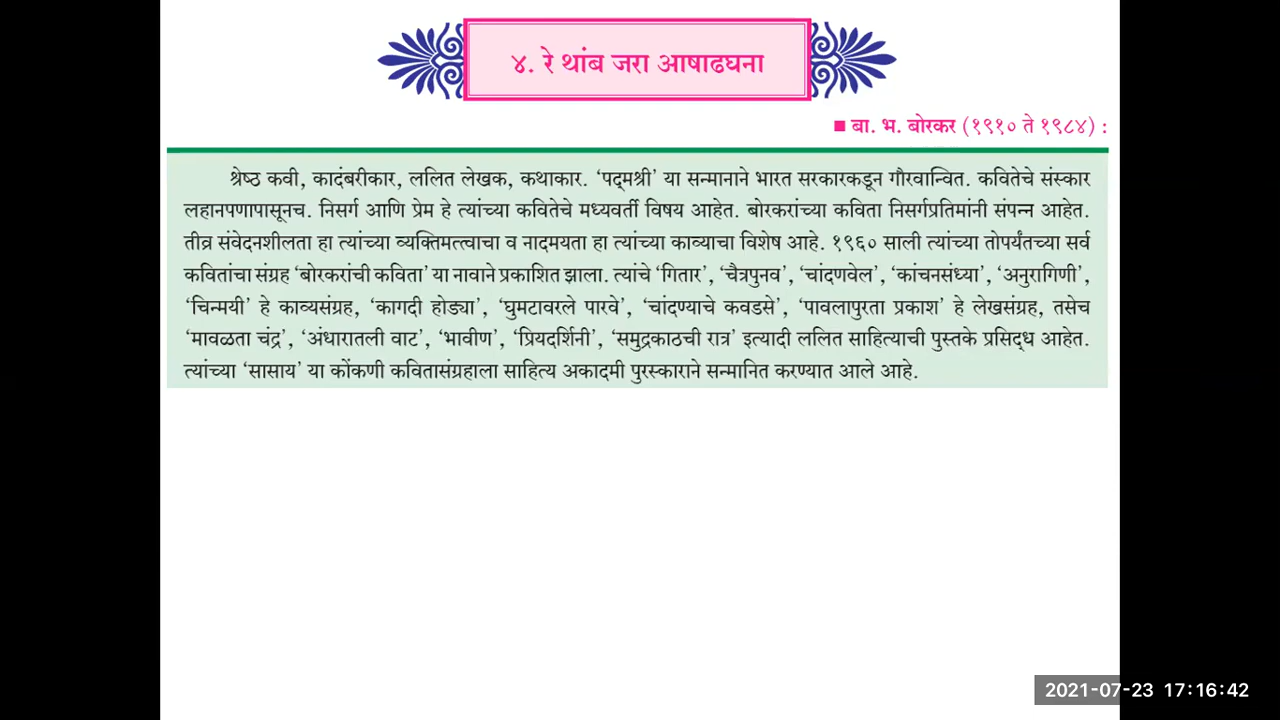 ४. रे थांब जरा आषाढघना
■ बा. भ. बोरकर (१९१० ते १९८४) :
श्रेष्ठ कवी, कादंबरीकार, ललित लेखक, कथाकार. ‘पद्मश्री’ या सन्मानाने भारत सरकारकडून गौरवान्वित. कवितेचे संस्कार
लहानपणापासूनच. निसर्ग आणि प्रेम हे त्यांच्या कवितेचे मध्यवर्ती विषय आहेत. बोरकरांच्या कविता निसर्गप्रतिमांनी संपन्न आहेत.
तीव्र संवेदनशीलता हा त्यांच्या व्यक्तिमत्त्वाचा व नादमयता हा त्यांच्या काव्याचा विशेष आहे. १९६० साली त्यांच्या तोपर्यंतच्या सर्व
कवितांचा संग्रह ‘बोरकरांची कविता’ या नावाने प्रकाशित झाला. त्यांचे ‘गितार’, ‘चैत्रपुनव’, ‘चांदणवेल’, ‘कांचनसंध्या’, ‘अनुरागिणी’,
‘चिन्मयी’ हे काव्यसंग्रह, ‘कागदी होड्या’, ‘घुमटावरले पारवे’, ‘चांदण्याचे कवडसे’, ‘पावलापुरता प्रकाश’ हे लेखसंग्रह, तसेच
‘मावळता चंद्र’, ‘अंधारातली वाट’, ‘भावीण’, ‘प्रियदर्शिनी’, ‘समुद्रकाठची रात्र’ इत्यादी ललित साहित्याची पुस्तके प्रसिद्ध आहेत.
त्यांच्या ‘सासाय’ या कोंकणी कवितासंग्रहाला साहित्य अकादमी पुरस्काराने सन्मानित करण्यात आले आहे.
2021-07-23 17:16:42